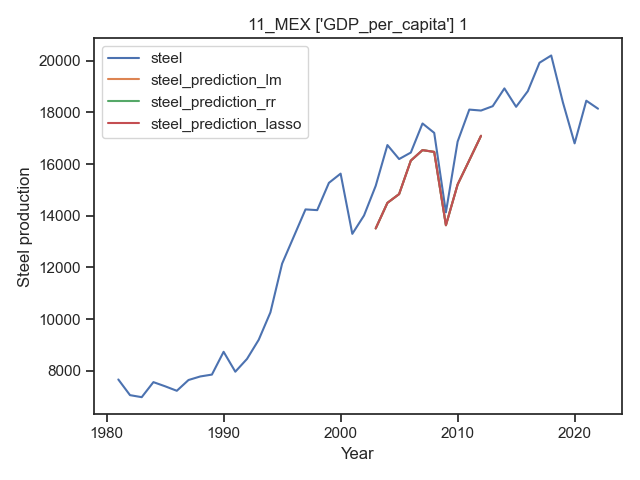 11_MEX ['GDP_per_capita'] 1
steel
steel_prediction_lm
steel_prediction_rr
steel_prediction_lasso
Steel production
20000
18000
16000
14000
12000
10000
8000
1980
1990
2000
2010
2020
Year